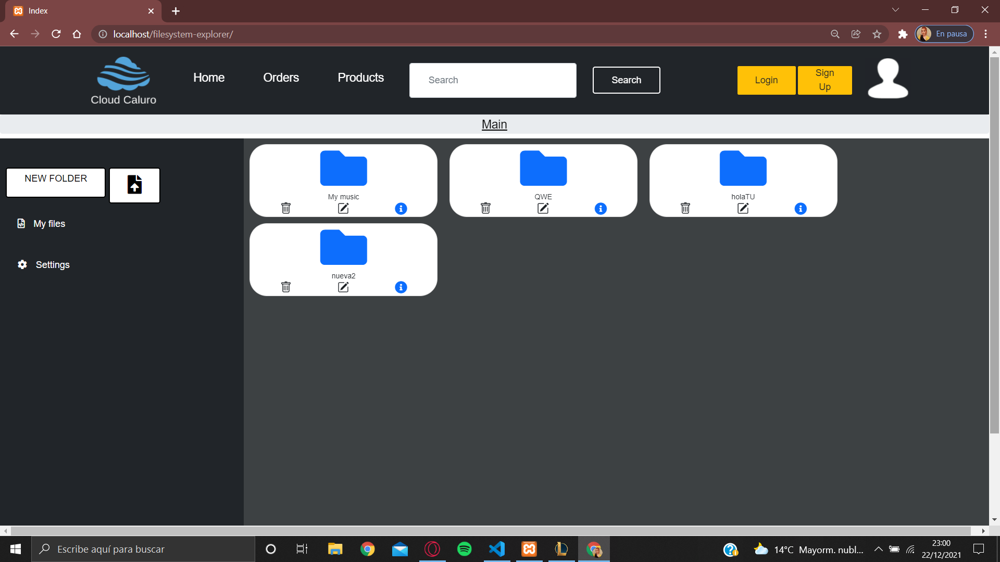 Index
localhost/filesystem-explorer/
En pausa
Cloud Caluro
Home
Orders
Products
Search
Search
Login
Sign
Up
Main
NEW FOLDER
My files
Settings
My music
QWE
holaTU
nueva2
Escribe aquí para buscar
14°C Mayorm. nubl...
23:00
22/12/2021